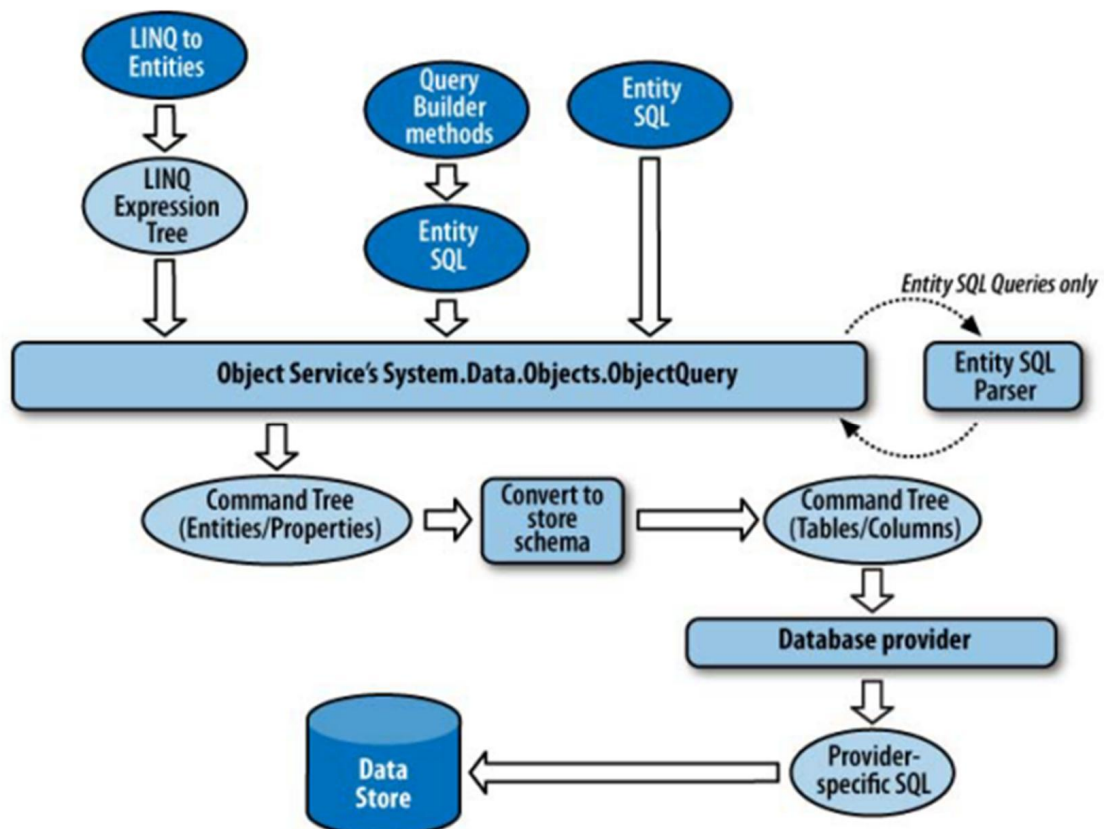 LINQ to
Entities
Query
Builder
methods
Entity
SQL
LINQ
Expression
Tree
Entity
SQL
Entity SQL Queries only
Object Service's System.Data.Objects.ObjectQuery
Entity SQL
Parser
Command Tree
(Entities/Properties)
Convert to
store
schema
Command Tree
(Tables/Columns)
Database provider
Data
Store
Provider-
specific SQL